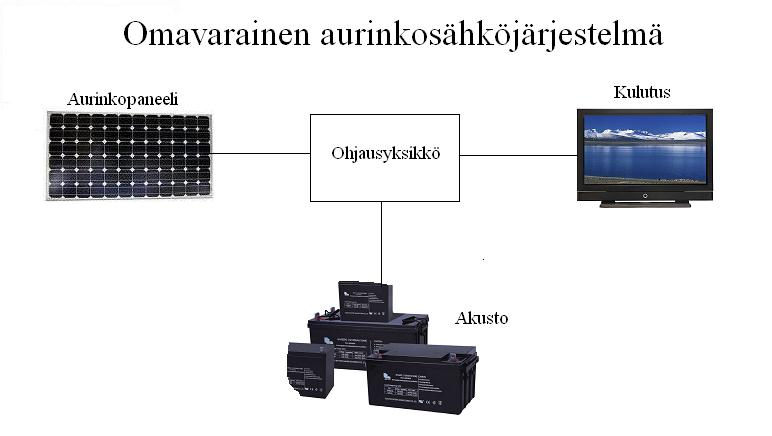 Omavarainen aurinkosähköjärjestelmä
Aurinkopaneeli
Kulutus
Ohjausyksikkö
Akusto